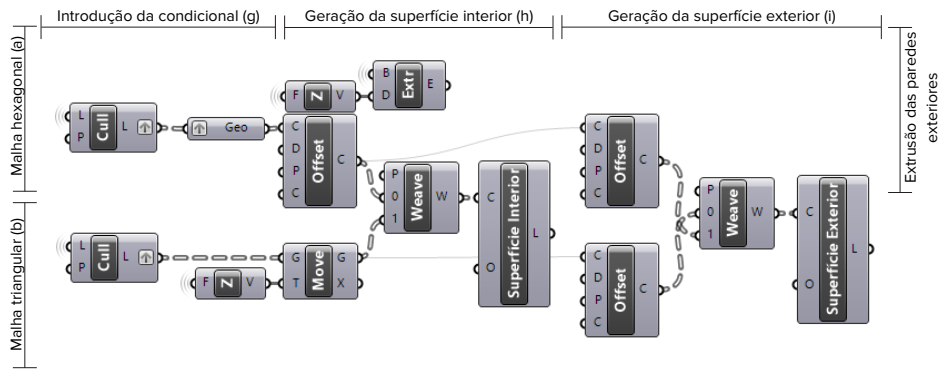 Introdução da condicional (g)
Geração da superfície interior (h)
Geração da superfície exterior (i)
Malha hexagonal (a)
Malha triangular (b)
Extrusão das paredes
exteriores
L
P
Cull
L
Geo
F
Z
V
B
D
Extr
E
C
D
P
C
Offset
C
P
0
1
Weave
W
C
O
Superfície Interior
L
C
D
P
C
Offset
C
P
0
1
Weave
W
C
O
Superfície Exterior
L
L
P
Cull
L
F
Z
V
G
T
Move
G
X
C
D
P
C
Offset
C